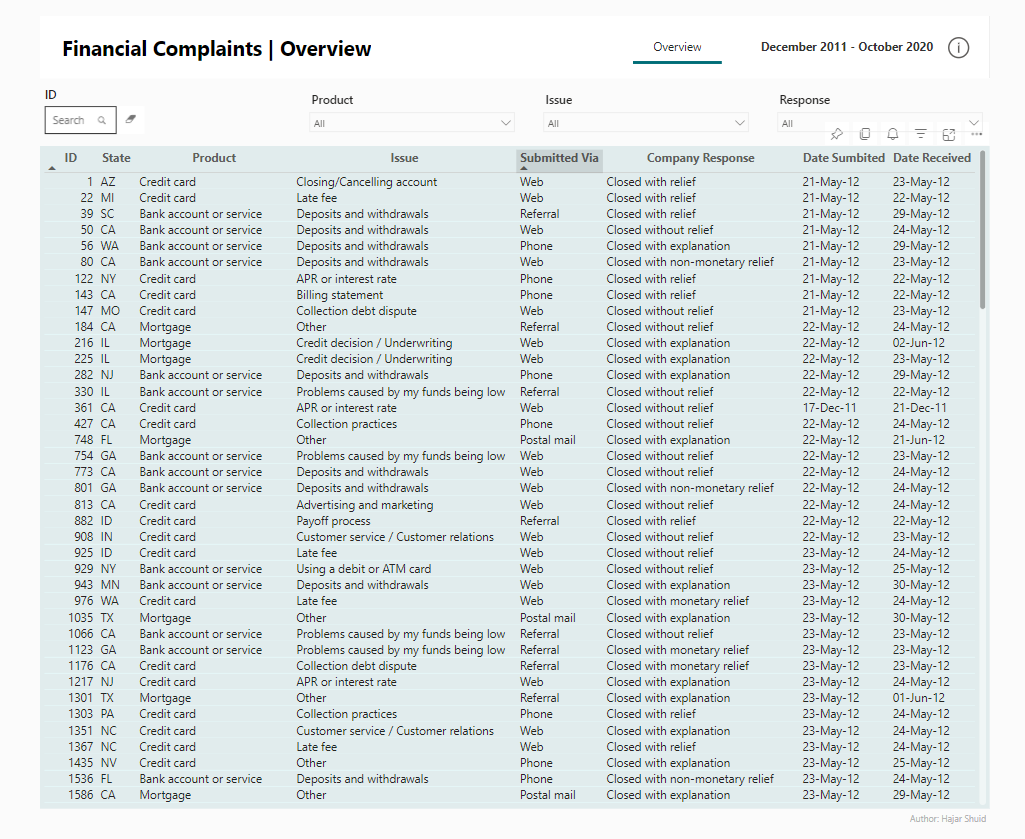 Financial Complaints | Overview
Overview
December 2011 - October 2020
ID
Product
Issue
Response
Search
All
All
All
ID State Product Issue Submitted Via Company Response Date Sumbited Date Received
1 AZ Credit card Closing/Cancelling account Web Closed with relief 21-May-12 23-May-12
22 MI Credit card Late fee Web Closed with relief 21-May-12 22-May-12
39 SC Bank account or service Deposits and withdrawals Referral Closed with relief 21-May-12 29-May-12
50 CA Bank account or service Deposits and withdrawals Web Closed without relief 21-May-12 24-May-12
56 WA Bank account or service Deposits and withdrawals Phone Closed with explanation 21-May-12 29-May-12
80 CA Bank account or service Deposits and withdrawals Web Closed with non-monetary relief 21-May-12 23-May-12
122 NY Credit card APR or interest rate Phone Closed with relief 21-May-12 22-May-12
143 CA Credit card Billing statement Phone Closed with relief 21-May-12 22-May-12
147 MO Credit card Collection debt dispute Web Closed without relief 21-May-12 23-May-12
184 CA Mortgage Other Referral Closed without relief 22-May-12 24-May-12
216 IL Mortgage Credit decision / Underwriting Web Closed with explanation 22-May-12 02-Jun-12
225 IL Mortgage Credit decision / Underwriting Web Closed with explanation 22-May-12 23-May-12
282 NJ Bank account or service Deposits and withdrawals Phone Closed with explanation 22-May-12 29-May-12
330 IL Bank account or service Problems caused by my funds being low Referral Closed without relief 22-May-12 22-May-12
361 CA Credit card APR or interest rate Web Closed without relief 17-Dec-11 21-Dec-11
427 CA Credit card Collection practices Phone Closed without relief 22-May-12 24-May-12
748 FL Mortgage Other Postal mail Closed with explanation 22-May-12 21-Jun-12
754 GA Bank account or service Problems caused by my funds being low Web Closed without relief 22-May-12 23-May-12
773 CA Bank account or service Deposits and withdrawals Web Closed without relief 22-May-12 24-May-12
801 GA Bank account or service Deposits and withdrawals Web Closed with non-monetary relief 22-May-12 24-May-12
813 CA Credit card Advertising and marketing Web Closed without relief 22-May-12 24-May-12
882 ID Credit card Payoff process Referral Closed with relief 22-May-12 22-May-12
908 IN Credit card Customer service / Customer relations Web Closed without relief 22-May-12 23-May-12
925 ID Credit card Late fee Web Closed without relief 23-May-12 24-May-12
929 NY Bank account or service Using a debit or ATM card Web Closed without relief 23-May-12 25-May-12
943 MN Bank account or service Deposits and withdrawals Web Closed with explanation 23-May-12 30-May-12
976 WA Credit card Late fee Web Closed with monetary relief 23-May-12 24-May-12
1035 TX Mortgage Other Postal mail Closed with explanation 23-May-12 30-May-12
1066 CA Bank account or service Problems caused by my funds being low Referral Closed without relief 23-May-12 23-May-12
1123 GA Bank account or service Problems caused by my funds being low Referral Closed with monetary relief 23-May-12 23-May-12
1176 CA Credit card Collection debt dispute Referral Closed with monetary relief 23-May-12 23-May-12
1217 NJ Credit card APR or interest rate Web Closed with explanation 23-May-12 24-May-12
1301 TX Mortgage Other Referral Closed with explanation 23-May-12 01-Jun-12
1303 PA Credit card Collection practices Phone Closed with relief 23-May-12 24-May-12
1351 NC Credit card Customer service / Customer relations Web Closed with explanation 23-May-12 24-May-12
1367 NC Credit card Late fee Web Closed with relief 23-May-12 24-May-12
1435 NV Credit card Other Phone Closed with explanation 23-May-12 25-May-12
1536 FL Bank account or service Deposits and withdrawals Phone Closed with non-monetary relief 23-May-12 24-May-12
1586 CA Mortgage Other Postal mail Closed with explanation 23-May-12 29-May-12
Author: Hajar Shuid